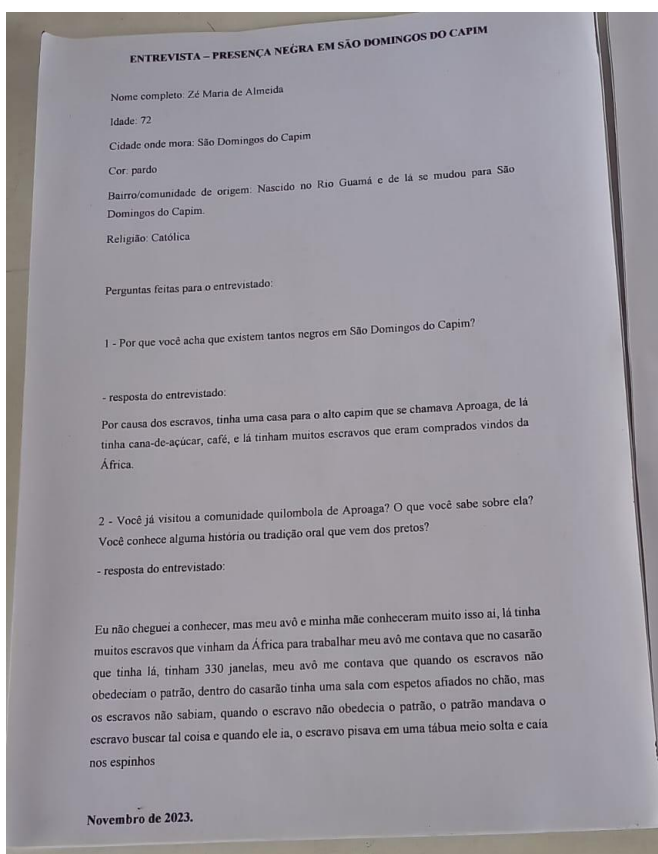 ENTREVISTA – PRESENÇA NEGRA EM SÃO DOMINGOS DO CAPIM
Nome completo: Zé Maria de Almeida
Idade: 72
Cidade onde mora: São Domingos do Capim
Cor: pardo
Bairro/comunidade de origem: Nascido no Rio Guamá e de lá se mudou para São
Domingos do Capim.
Religião: Católica
Perguntas feitas para o entrevistado:
1 - Por que você acha que existem tantos negros em São Domingos do Capim?
- resposta do entrevistado:
Por causa dos escravos, tinha uma casa para o alto capim que se chamava Aproaga, de lá
tinha cana-de-açúcar, café, e lá tinham muitos escravos que eram comprados vindos da
África.
2 - Você já visitou a comunidade quilombola de Aproaga? O que você sabe sobre ela?
Você conhece alguma história ou tradição oral que vem dos pretos?
- resposta do entrevistado:
Eu não cheguei a conhecer, mas meu avô e minha mãe conheceram muito isso aí, lá tinha
muitos escravos que vinham da África para trabalhar meu avô me contava que no casarão
que tinha lá, tinham 330 janelas, meu avô me contava que quando os escravos não
obedeciam o patrão, dentro do casarão tinha uma sala com espetos afiados no chão, mas
os escravos não sabiam, quando o escravo não obedecia o patrão, o patrão mandava o
escravo buscar tal coisa e quando ele ia, o escravo pisava em uma tábua meio solta e caia
nos espinhos
Novembro de 2023.